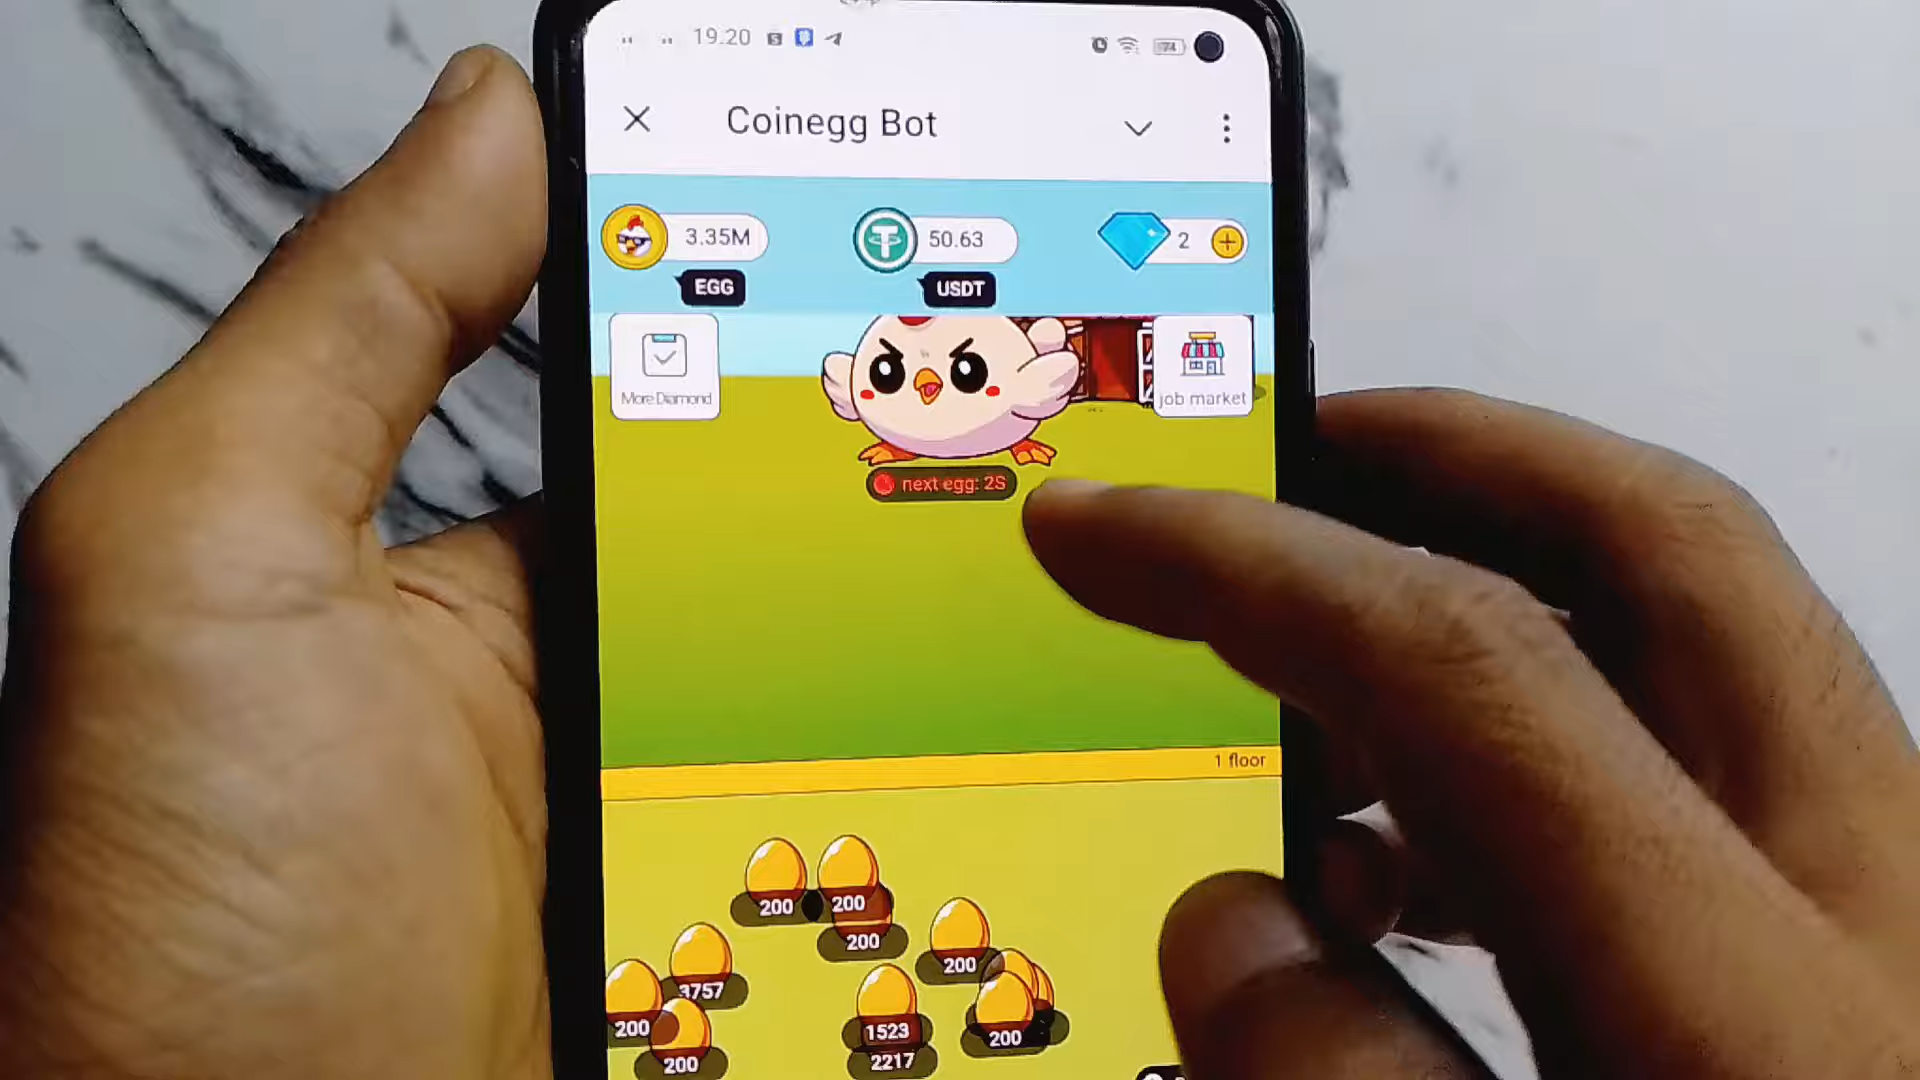 19.20
74
Coinegg Bot
3.35M
50.63
2
EGG
USDT
More Diamond
job market
next egg: 2S
1 floor
200
200
200
200
3757
200
1523
200
200
2217